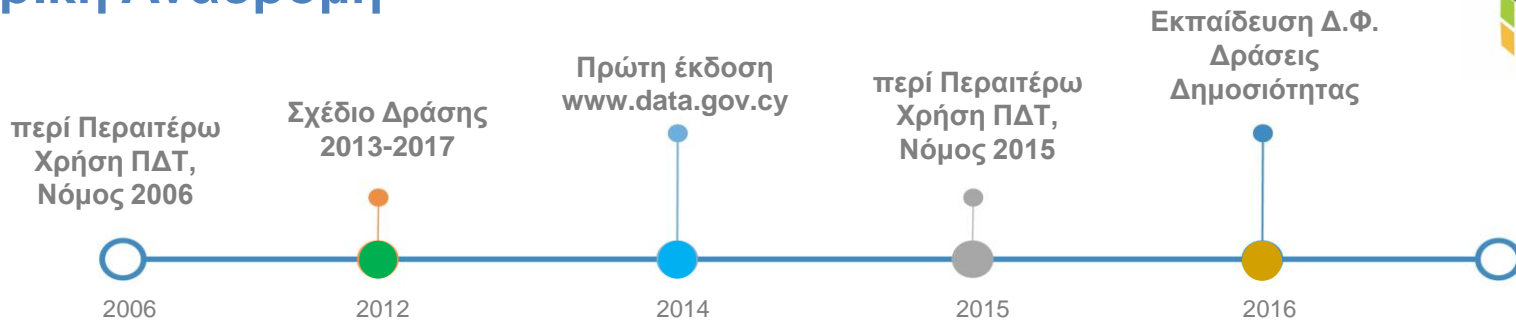 Αναδρομή
περί Περαιτέρω
Χρήση ΠΔΤ,
Νόμος 2006
Σχέδιο Δράσης
2013-2017
Πρώτη έκδοση
www.data.gov.cy
περί Περαιτέρω
Χρήση ΠΔΤ,
Νόμος 2015
Εκπαίδευση Δ.Φ.
Δράσεις
Δημοσιότητας
2006
2012
2014
2015
2016